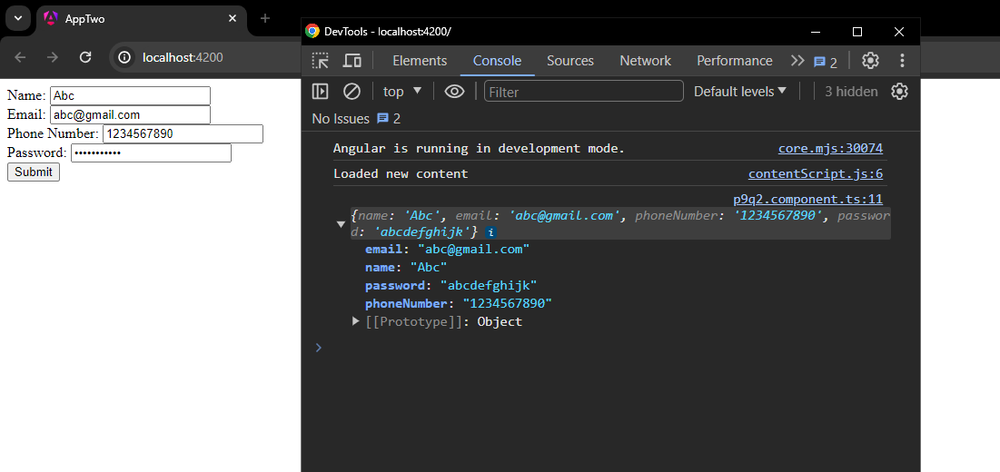 AppTwo
localhost:4200
Name: Abc
Email: abc@gmail.com
Phone Number: 1234567890
Password: •••••••••••
Submit
DevTools - localhost:4200/
Elements Console Sources Network Performance 2
top Filter Default levels 3 hidden
No Issues 2
Angular is running in development mode. core.mjs:30074
Loaded new content contentScript.js:6
p9q2.component.ts:11
{name: 'Abc', email: 'abc@gmail.com', phoneNumber: '1234567890', passwor
d: 'abcdefghijk'} i
email: "abc@gmail.com"
name: "Abc"
password: "abcdefghijk"
phoneNumber: "1234567890"
[[Prototype]]: Object